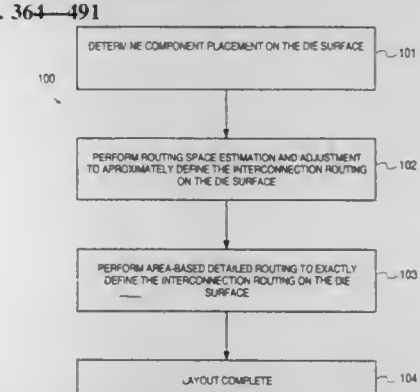 . 364—491
DETERMINE COMPONENT PLACEMENT ON THE DIE SURFACE
101
100
PERFORM ROUTING SPACE ESTIMATION AND ADJUSTMENT
TO APROXIMATELY DEFINE THE INTERCONNECTION ROUTING
ON THE DIE SURFACE
102
PERFORM AREA-BASED DETAILED ROUTING TO EXACTLY
DEFINE THE INTERCONNECTION ROUTING ON THE DIE
SURFACE
103
LAYOUT COMPLETE
104